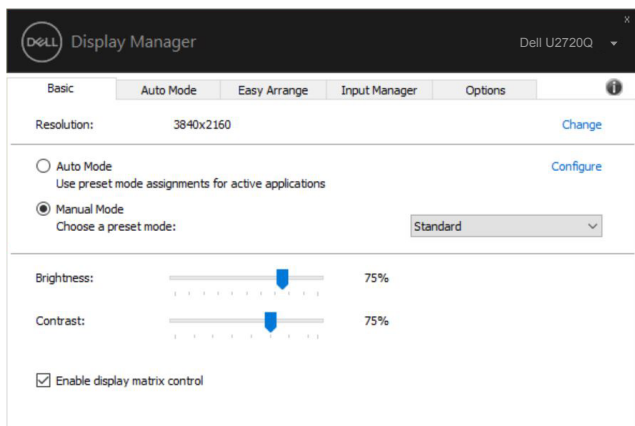 x
DELL Display Manager Dell U2720Q
Basic Auto Mode Easy Arrange Input Manager Options i
Resolution: 3840x2160 Change
Auto Mode Configure
Use preset mode assignments for active applications
Manual Mode
Choose a preset mode: Standard
Brightness: 75%
Contrast: 75%
Enable display matrix control